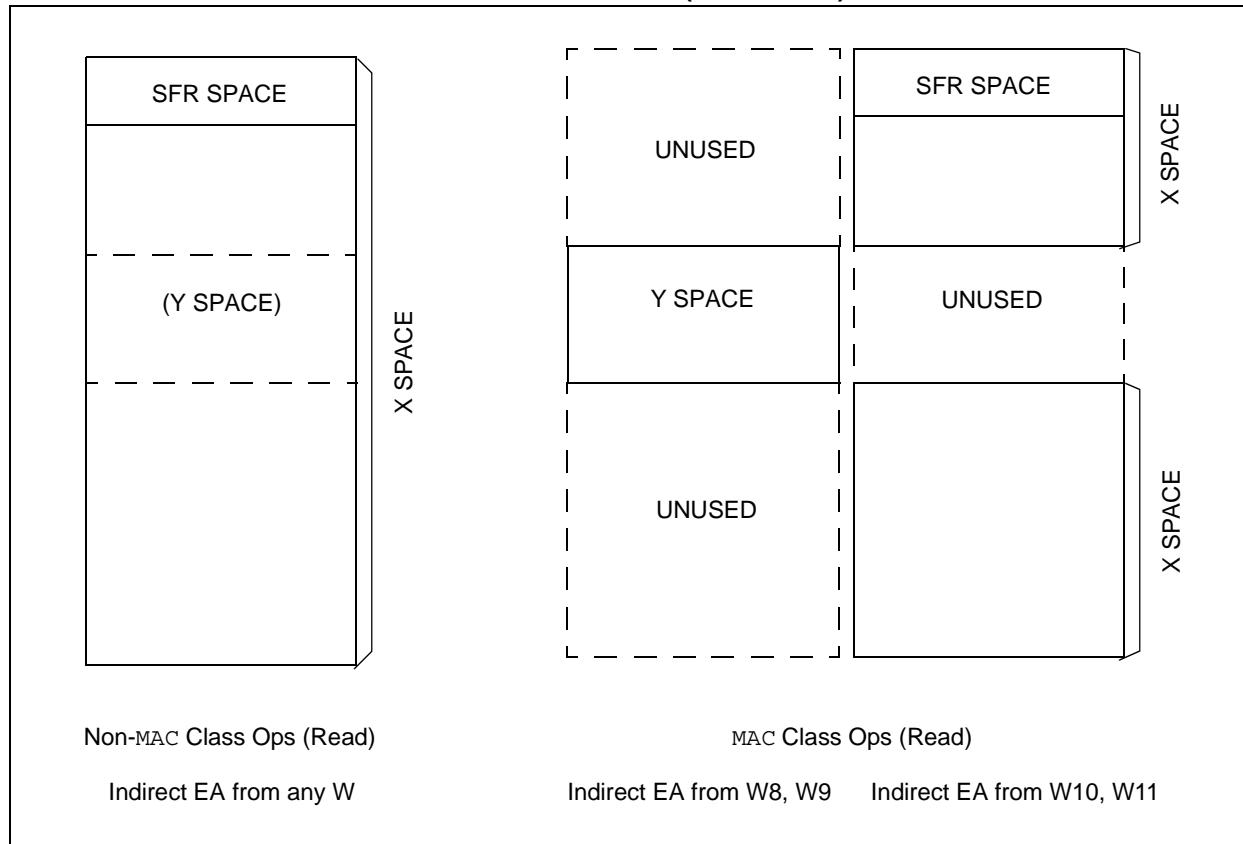 SFR SPACE
(Y SPACE)
X SPACE
UNUSED
Y SPACE
UNUSED
SFR SPACE
UNUSED
X SPACE
X SPACE
Non-MAC Class Ops (Read)
Indirect EA from any W
MAC Class Ops (Read)
Indirect EA from W8, W9
Indirect EA from W10, W11